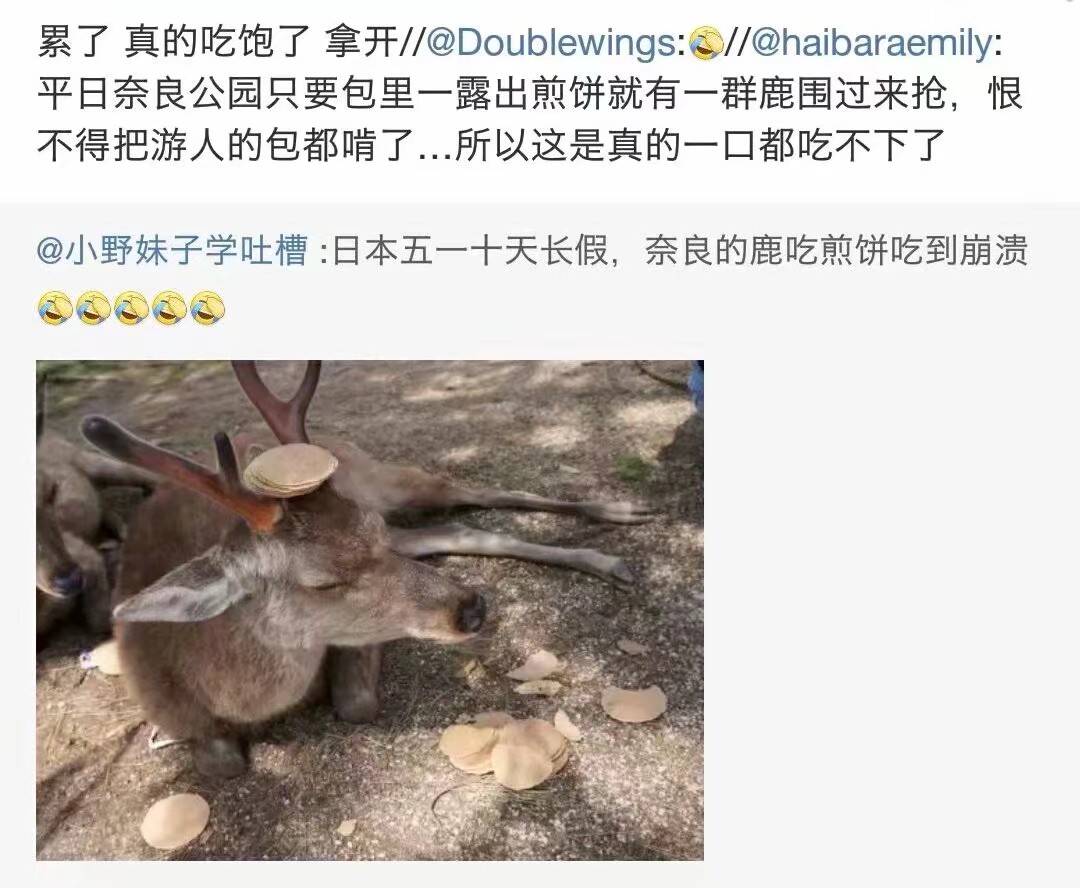 累了 真的吃饱了 拿开//@Doublewings:🤣//@haibaraemily:
平日奈良公园只要包里一露出煎饼就有一群鹿围过来抢，恨
不得把游人的包都啃了...所以这是真的一口都吃不下了
@小野妹子学吐槽 :日本五一十天长假，奈良的鹿吃煎饼吃到崩溃
🤣🤣🤣🤣🤣